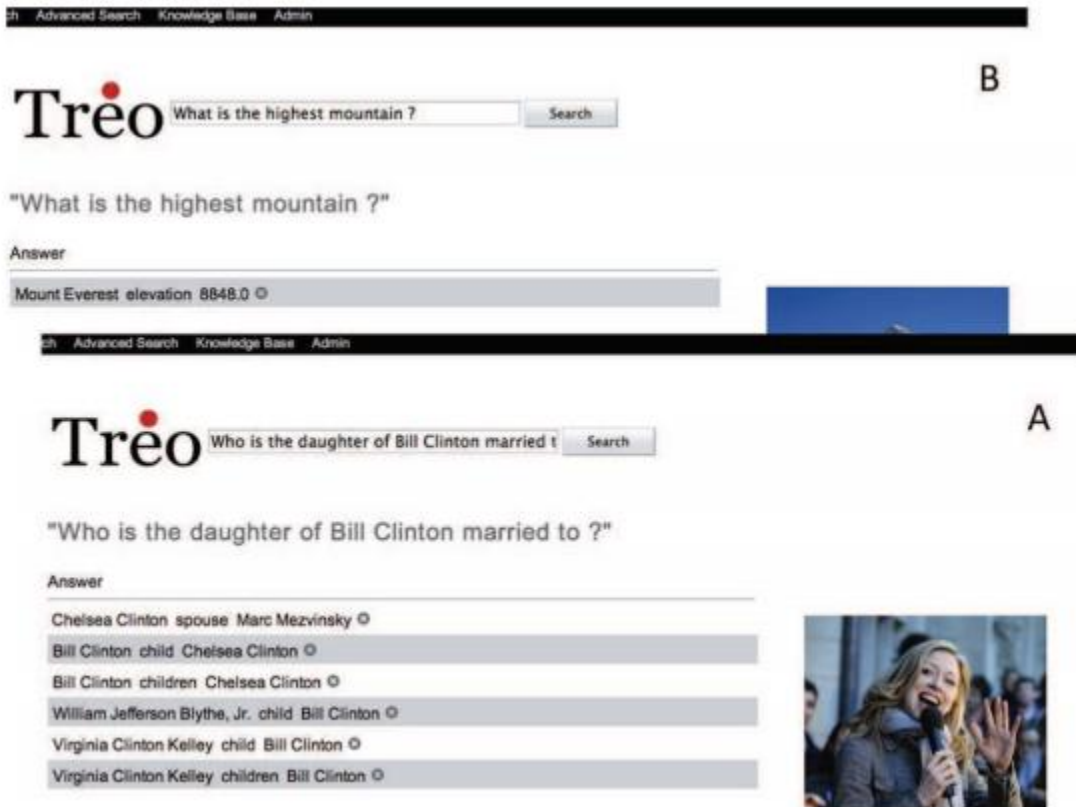 ch Advanced Search Knowledge Base Admin
B
Trėo What is the highest mountain ? Search
"What is the highest mountain ?"
Answer
Mount Everest elevation 8848.0
ch Advanced Search Knowledge Base Admin
A
Trėo Who is the daughter of Bill Clinton married t Search
"Who is the daughter of Bill Clinton married to ?"
Answer
Chelsea Clinton spouse Marc Mezvinsky
Bill Clinton child Chelsea Clinton
Bill Clinton children Chelsea Clinton
William Jefferson Blythe, Jr. child Bill Clinton
Virginia Clinton Kelley child Bill Clinton
Virginia Clinton Kelley children Bill Clinton